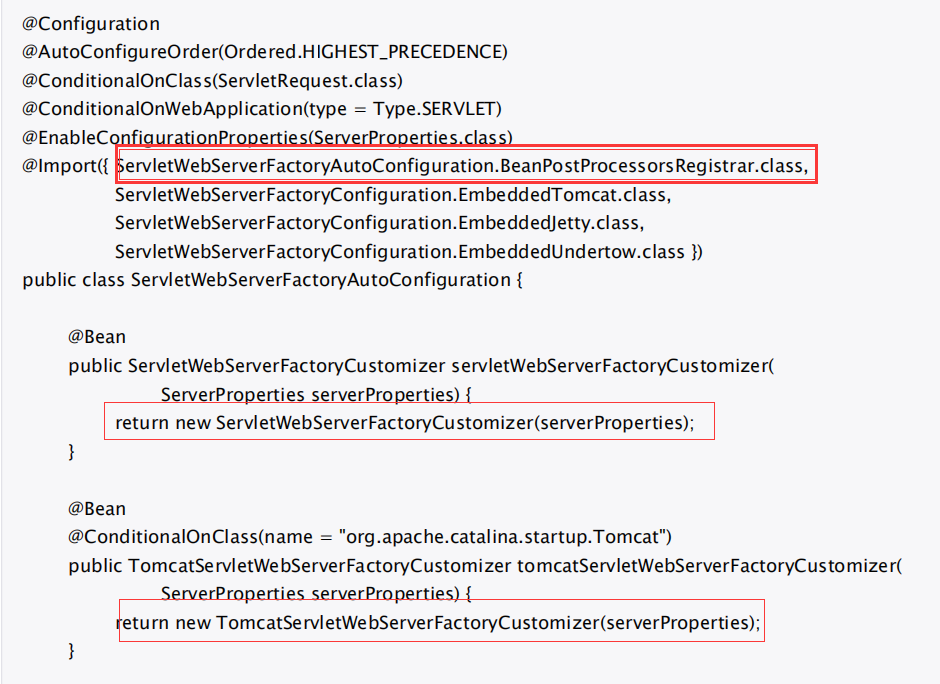 @Configuration
@AutoConfigureOrder(Ordered.HIGHEST_PRECEDENCE)
@ConditionalOnClass(ServletRequest.class)
@ConditionalOnWebApplication(type = Type.SERVLET)
@EnableConfigurationProperties(ServerProperties.class)
@Import({ ServletWebServerFactoryAutoConfiguration.BeanPostProcessorsRegistrar.class,
ServletWebServerFactoryConfiguration.EmbeddedTomcat.class,
ServletWebServerFactoryConfiguration.EmbeddedJetty.class,
ServletWebServerFactoryConfiguration.EmbeddedUndertow.class })
public class ServletWebServerFactoryAutoConfiguration {
@Bean
public ServletWebServerFactoryCustomizer servletWebServerFactoryCustomizer(
ServerProperties serverProperties) {
return new ServletWebServerFactoryCustomizer(serverProperties);
}
@Bean
@ConditionalOnClass(name = "org.apache.catalina.startup.Tomcat")
public TomcatServletWebServerFactoryCustomizer tomcatServletWebServerFactoryCustomizer(
ServerProperties serverProperties) {
return new TomcatServletWebServerFactoryCustomizer(serverProperties);
}